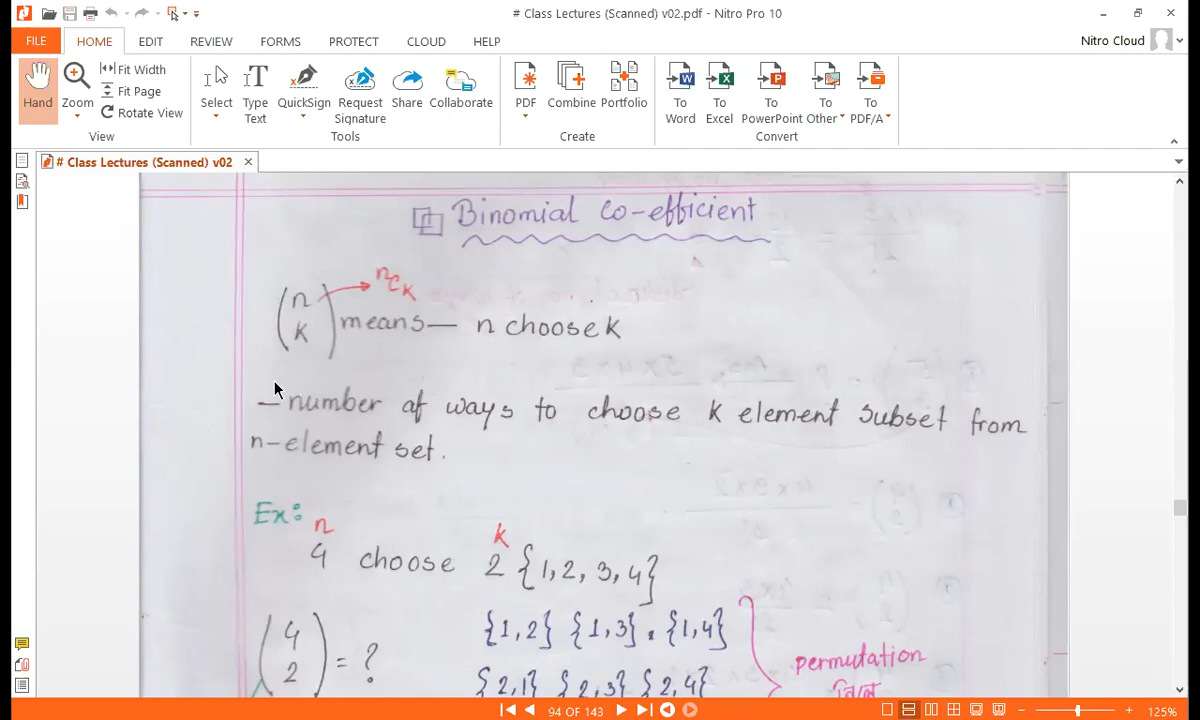 # Class Lectures (Scanned) v02.pdf - Nitro Pro 10
FILE HOME EDIT REVIEW FORMS PROTECT CLOUD HELP
Nitro Cloud
Hand
Zoom
Fit Width
Fit Page
Rotate View
View
Select
Type Text
QuickSign
Request Signature
Share
Collaborate
Tools
PDF
Combine
Portfolio
Create
To Word
To Excel
To PowerPoint
To Other
To PDF/A
Convert
# Class Lectures (Scanned) v02
Binomial Co-efficient
nCk
(n k) means— n choose k
— number of ways to choose k element subset from
n-element set.
Ex:
n k
4 choose 2 {1, 2, 3, 4}
{1, 2} {1, 3}, {1, 4}
(4 2) = ?
permutation
{2, 1} {2, 3} {2, 4}
94 OF 143
125%